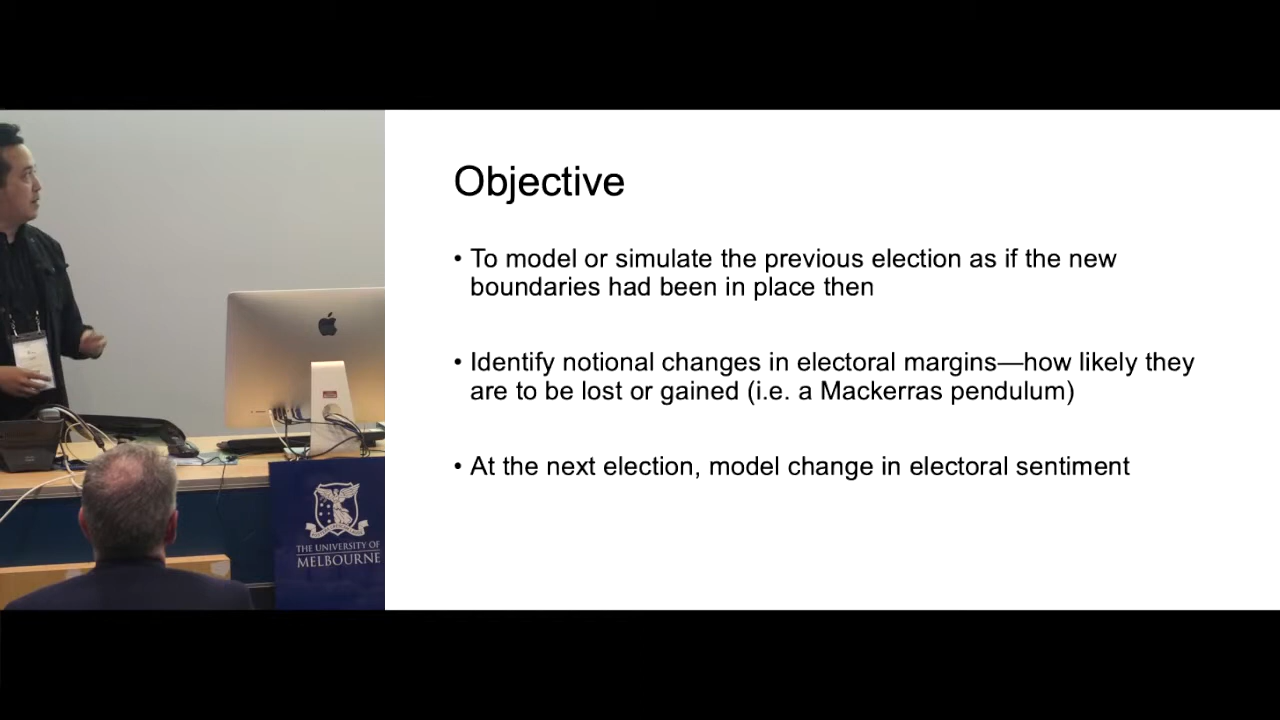 Objective
• To model or simulate the previous election as if the new
boundaries had been in place then
• Identify notional changes in electoral margins—how likely they
are to be lost or gained (i.e. a Mackerras pendulum)
• At the next election, model change in electoral sentiment
THE UNIVERSITY OF
MELBOURNE